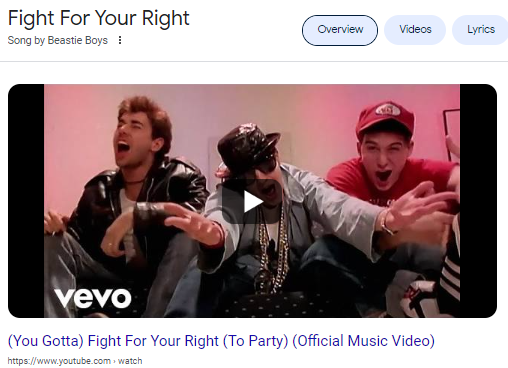 Fight For Your Right
Song by Beastie Boys
Overview
Videos
Lyrics
vevo
(You Gotta) Fight For Your Right (To Party) (Official Music Video)
https://www.youtube.com › watch